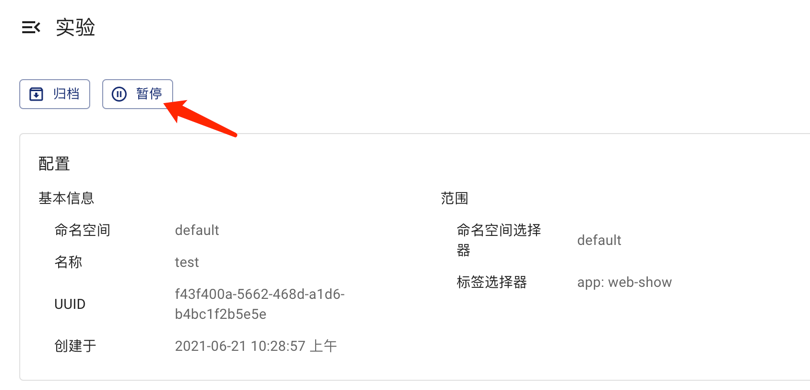 实验
归档 暂停
配置
基本信息
命名空间 default
名称 test
UUID f43f400a-5662-468d-a1d6-
b4bc1f2b5e5e
创建于 2021-06-21 10:28:57 上午
范围
命名空间选择
器 default
标签选择器 app: web-show